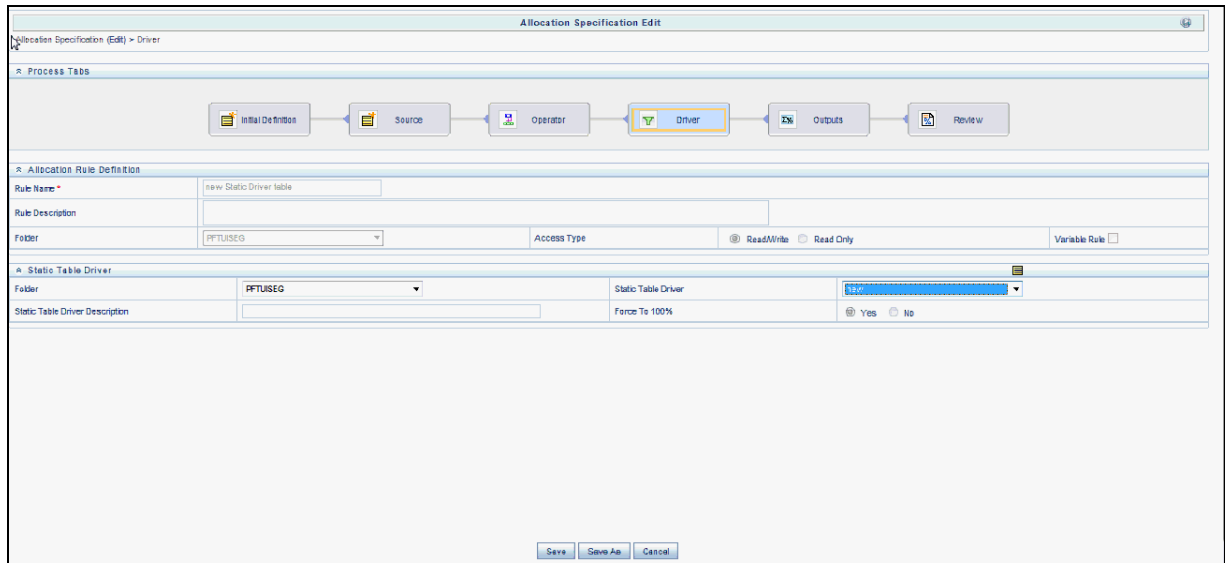 Allocation Specification Edit
Allocation Specification (Edit) > Driver
Process Tabs
Initial Definition
Source
Operator
Driver
Outputs
Review
Allocation Rule Definition
Rule Name *
new Static Driver table
Rule Description
Folder
PFTUISEG
Access Type
Read/Write
Read Only
Variable Rule
Static Table Driver
Folder
PFTUISEG
Static Table Driver
new
Static Table Driver Description
Force To 100%
Yes
No
Save
Save As
Cancel